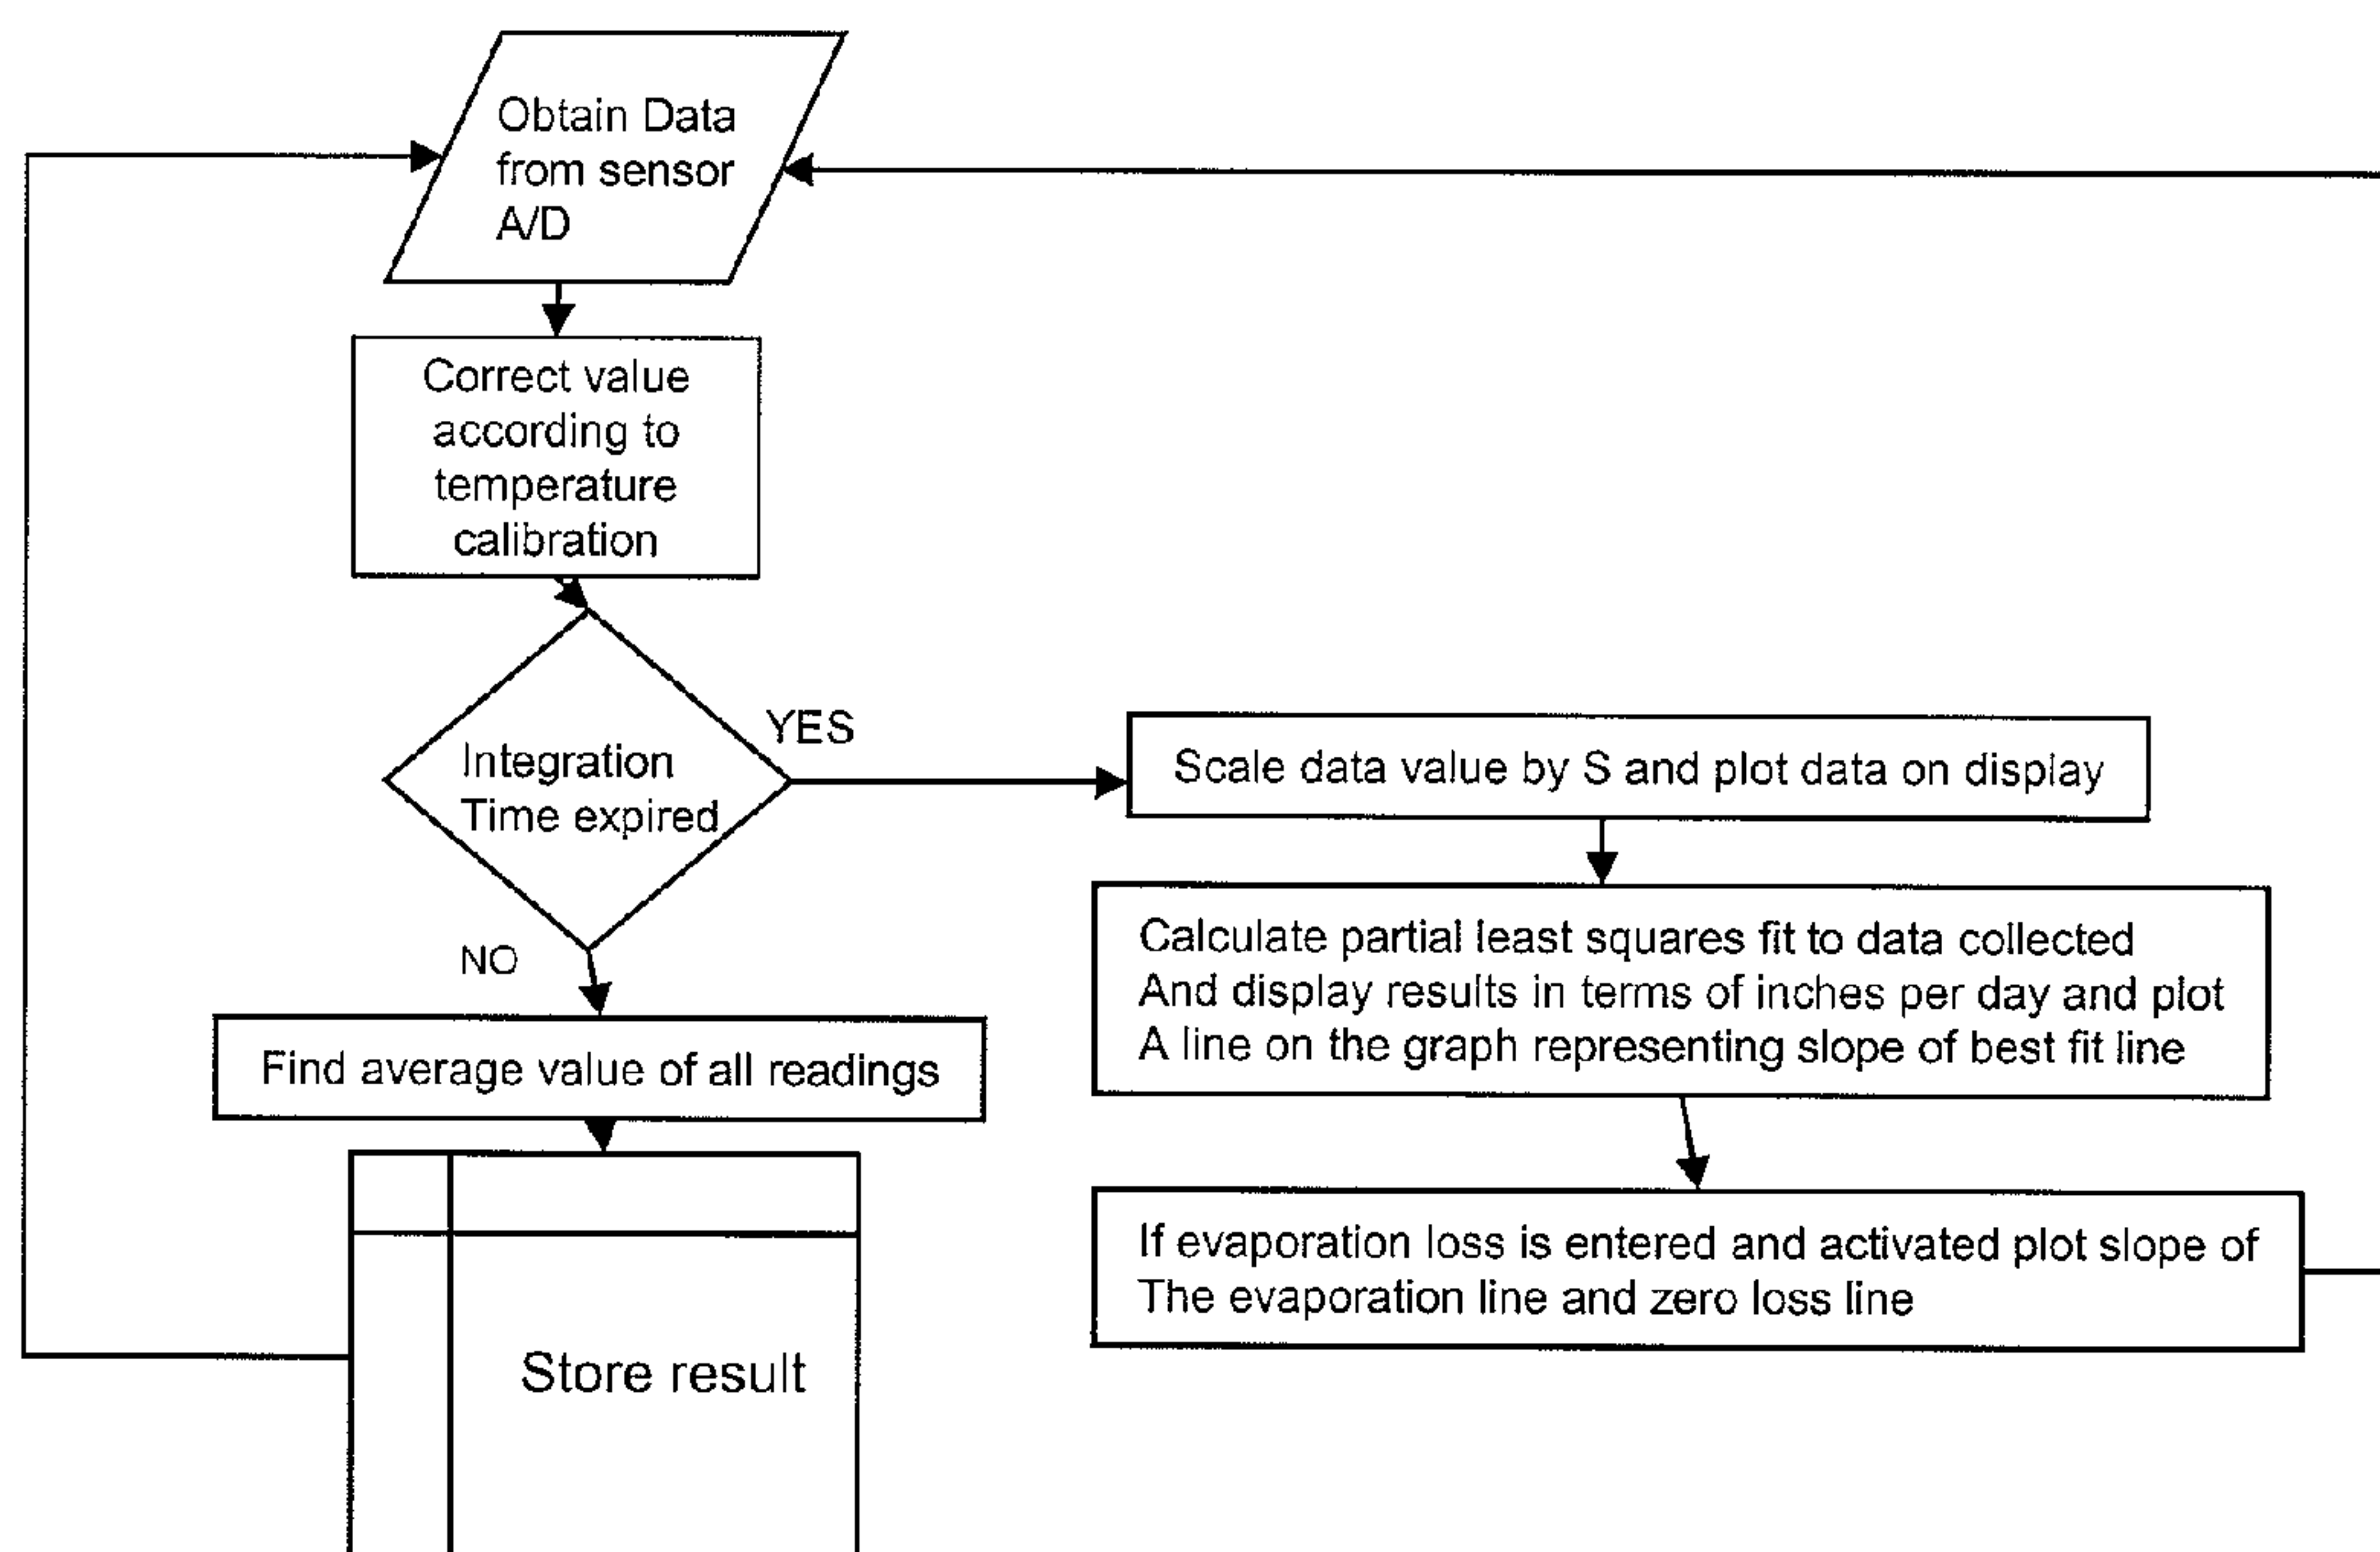 Obtain Data
from sensor
A/D
Correct value
according to
temperature
calibration
Integration
Time expired
YES
NO
Scale data value by S and plot data on display
Calculate partial least squares fit to data collected
And display results in terms of inches per day and plot
A line on the graph representing slope of best fit line
Find average value of all readings
If evaporation loss is entered and activated plot slope of
The evaporation line and zero loss line
Store result